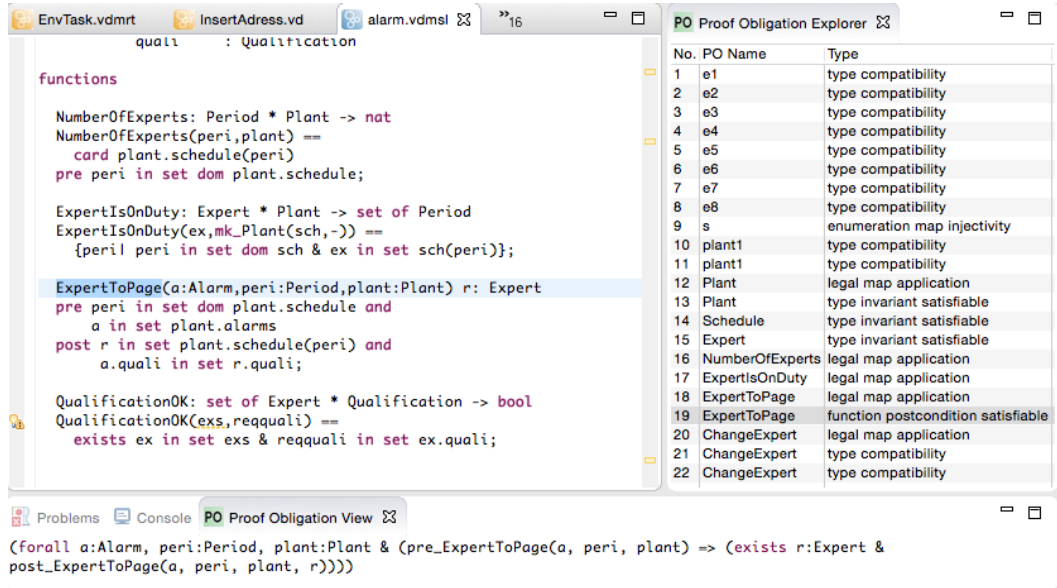 EnvTask.vdmrt
InsertAdress.vd
alarm.vdmsl
»16
quali : Qualification
functions
NumberOfExperts: Period * Plant -> nat
NumberOfExperts(peri,plant) ==
card plant.schedule(peri)
pre peri in set dom plant.schedule;
ExpertIsOnDuty: Expert * Plant -> set of Period
ExpertIsOnDuty(ex,mk_Plant(sch,-)) ==
{peri| peri in set dom sch & ex in set sch(peri)};
ExpertToPage(a:Alarm,peri:Period,plant:Plant) r: Expert
pre peri in set dom plant.schedule and
a in set plant.alarms
post r in set plant.schedule(peri) and
a.quali in set r.quali;
QualificationOK: set of Expert * Qualification -> bool
QualificationOK(exs,reqquali) ==
exists ex in set exs & reqquali in set ex.quali;
PO Proof Obligation Explorer
No. PO Name Type
1 e1 type compatibility
2 e2 type compatibility
3 e3 type compatibility
4 e4 type compatibility
5 e5 type compatibility
6 e6 type compatibility
7 e7 type compatibility
8 e8 type compatibility
9 s enumeration map injectivity
10 plant1 type compatibility
11 plant1 type compatibility
12 Plant legal map application
13 Plant type invariant satisfiable
14 Schedule type invariant satisfiable
15 Expert type invariant satisfiable
16 NumberOfExperts legal map application
17 ExpertIsOnDuty legal map application
18 ExpertToPage legal map application
19 ExpertToPage function postcondition satisfiable
20 ChangeExpert legal map application
21 ChangeExpert type compatibility
22 ChangeExpert type compatibility
Problems
Console
PO Proof Obligation View
(forall a:Alarm, peri:Period, plant:Plant & (pre_ExpertToPage(a, peri, plant) => (exists r:Expert &
post_ExpertToPage(a, peri, plant, r))))